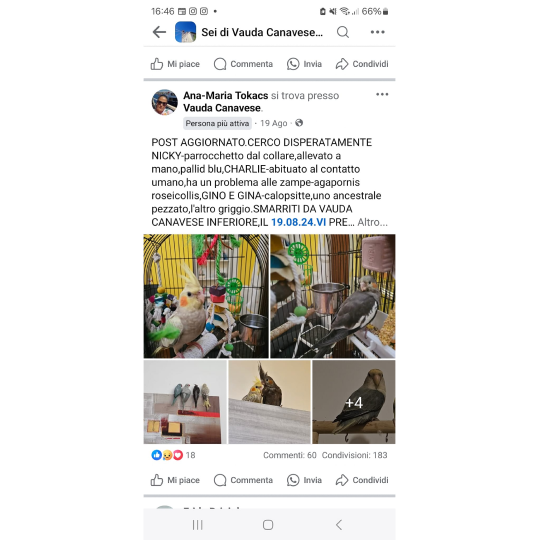 16:46
66%
Sei di Vauda Canavese...
Mi piace Commenta Invia Condividi
Ana-Maria Tokacs si trova presso
Vauda Canavese.
Persona più attiva · 19 Ago ·
POST AGGIORNATO.CERCO DISPERATAMENTE
NICKY-parrocchetto dal collare,allevato a
mano,pallid blu,CHARLIE-abituato al contatto
umano,ha un problema alle zampe-agapornis
roseicollis,GINO E GINA-calopsitte,uno ancestrale
pezzato,l'altro griggio.SMARRITI DA VAUDA
CANAVESE INFERIORE,IL 19.08.24.VI PRE... Altro...
+4
18 Commenti: 60 Condivisioni: 183
Mi piace Commenta Invia Condividi